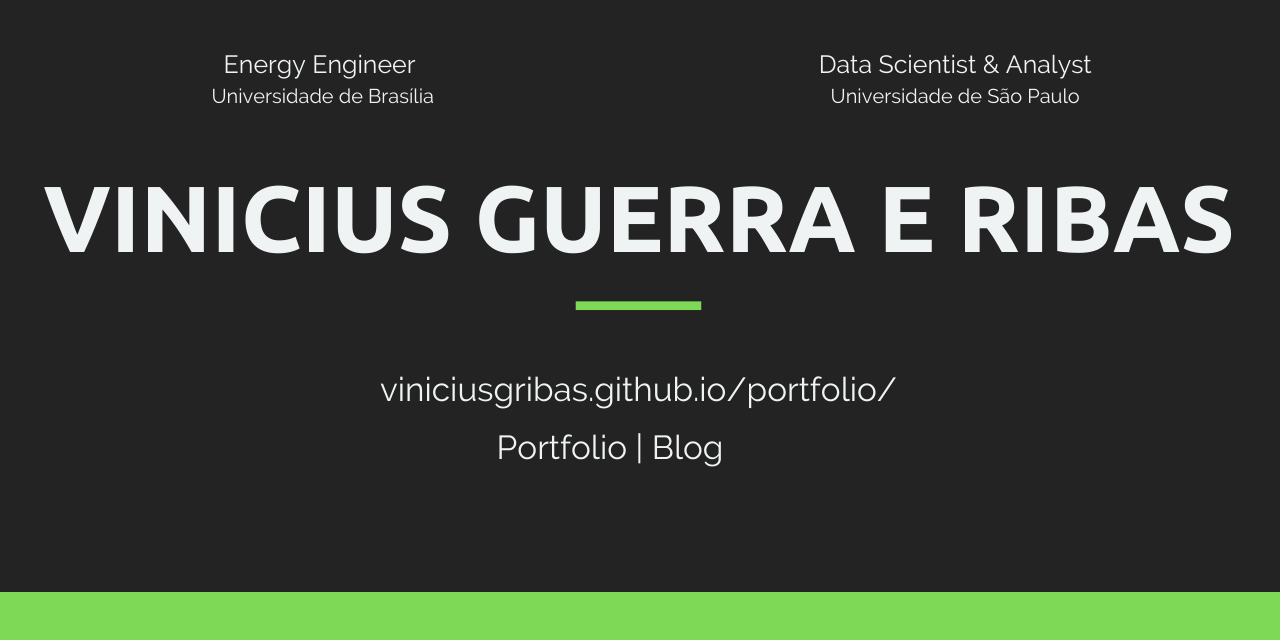 Energy Engineer
Universidade de Brasília
Data Scientist & Analyst
Universidade de São Paulo
VINICIUS GUERRA E RIBAS
viniciusgribas.github.io/portfolio/
Portfolio | Blog